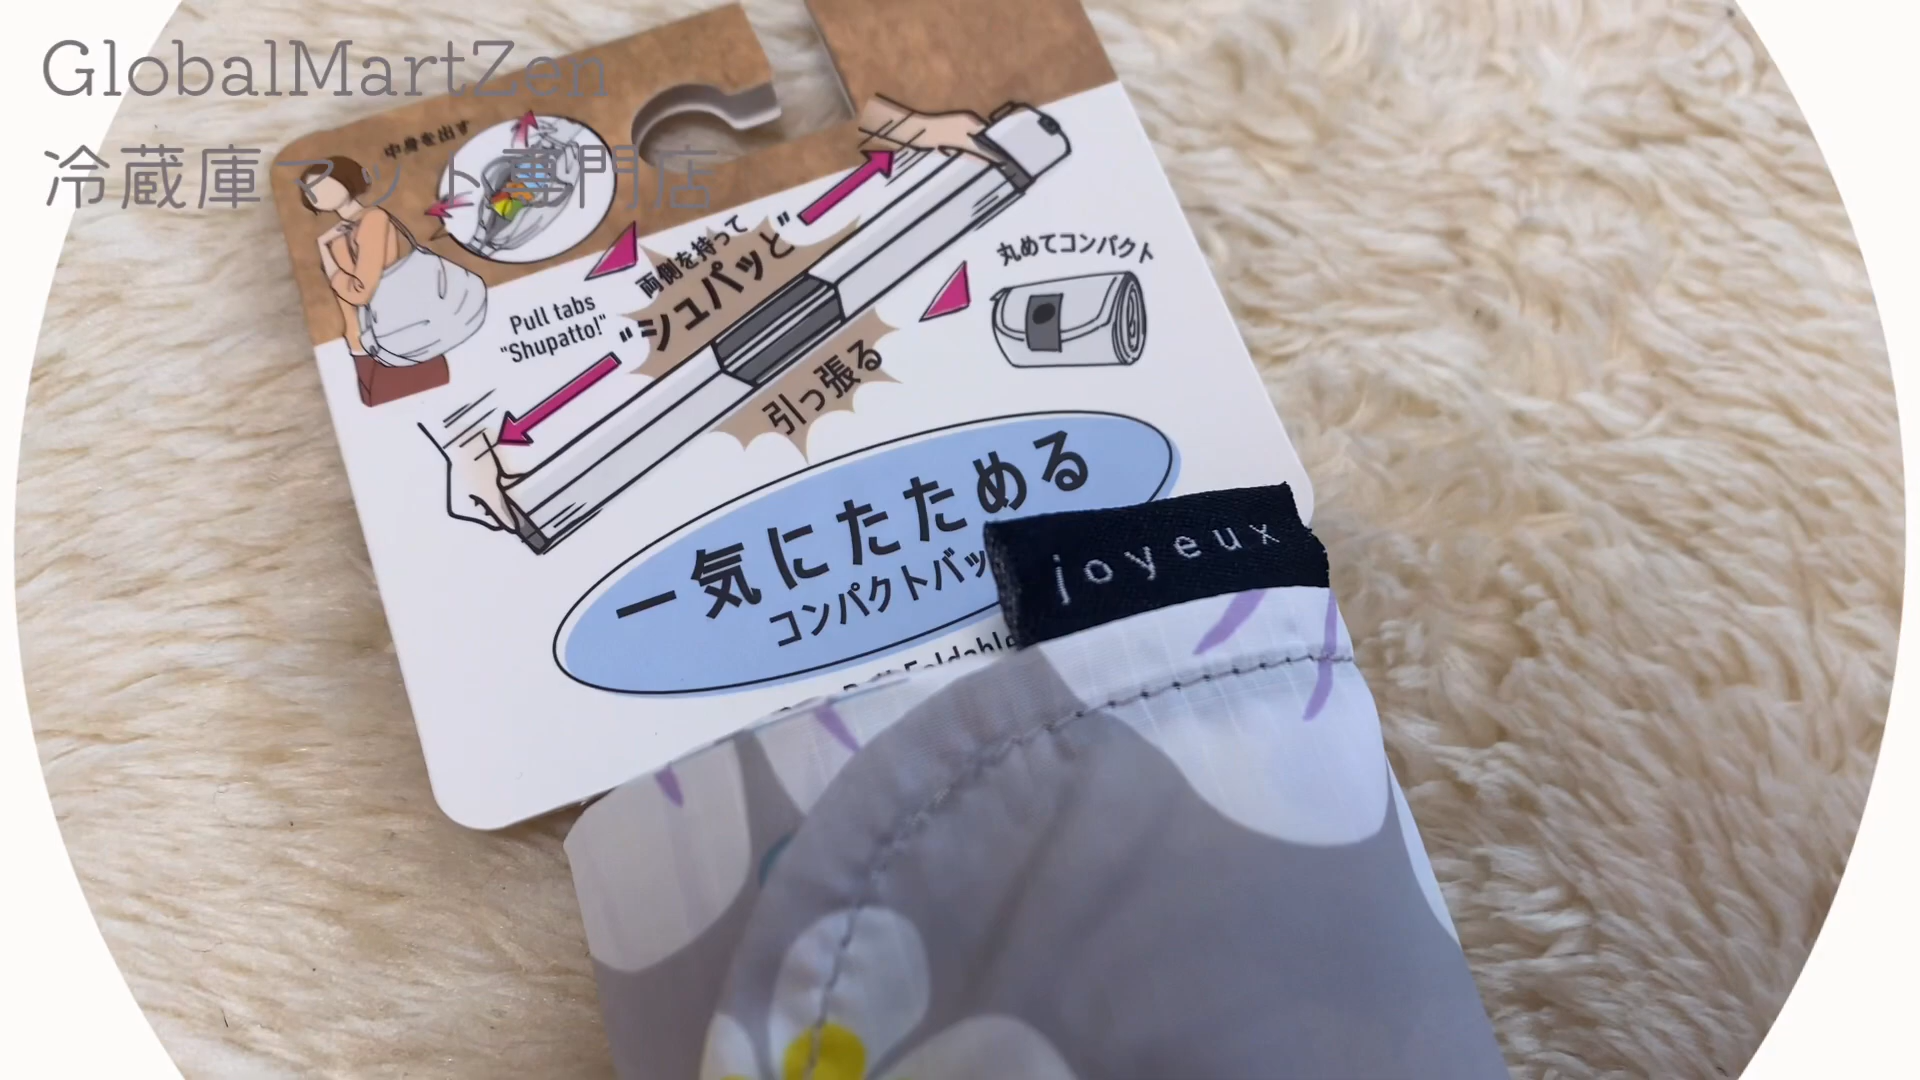 GlobalMartZen
冷蔵庫マット専門店
中身を出す
両側を持って
"シュパッと"
引っ張る
Pull tabs
"Shupatto!"
丸めてコンパクト
一気にたためる
コンパクトバッ
Foldable
joyeux